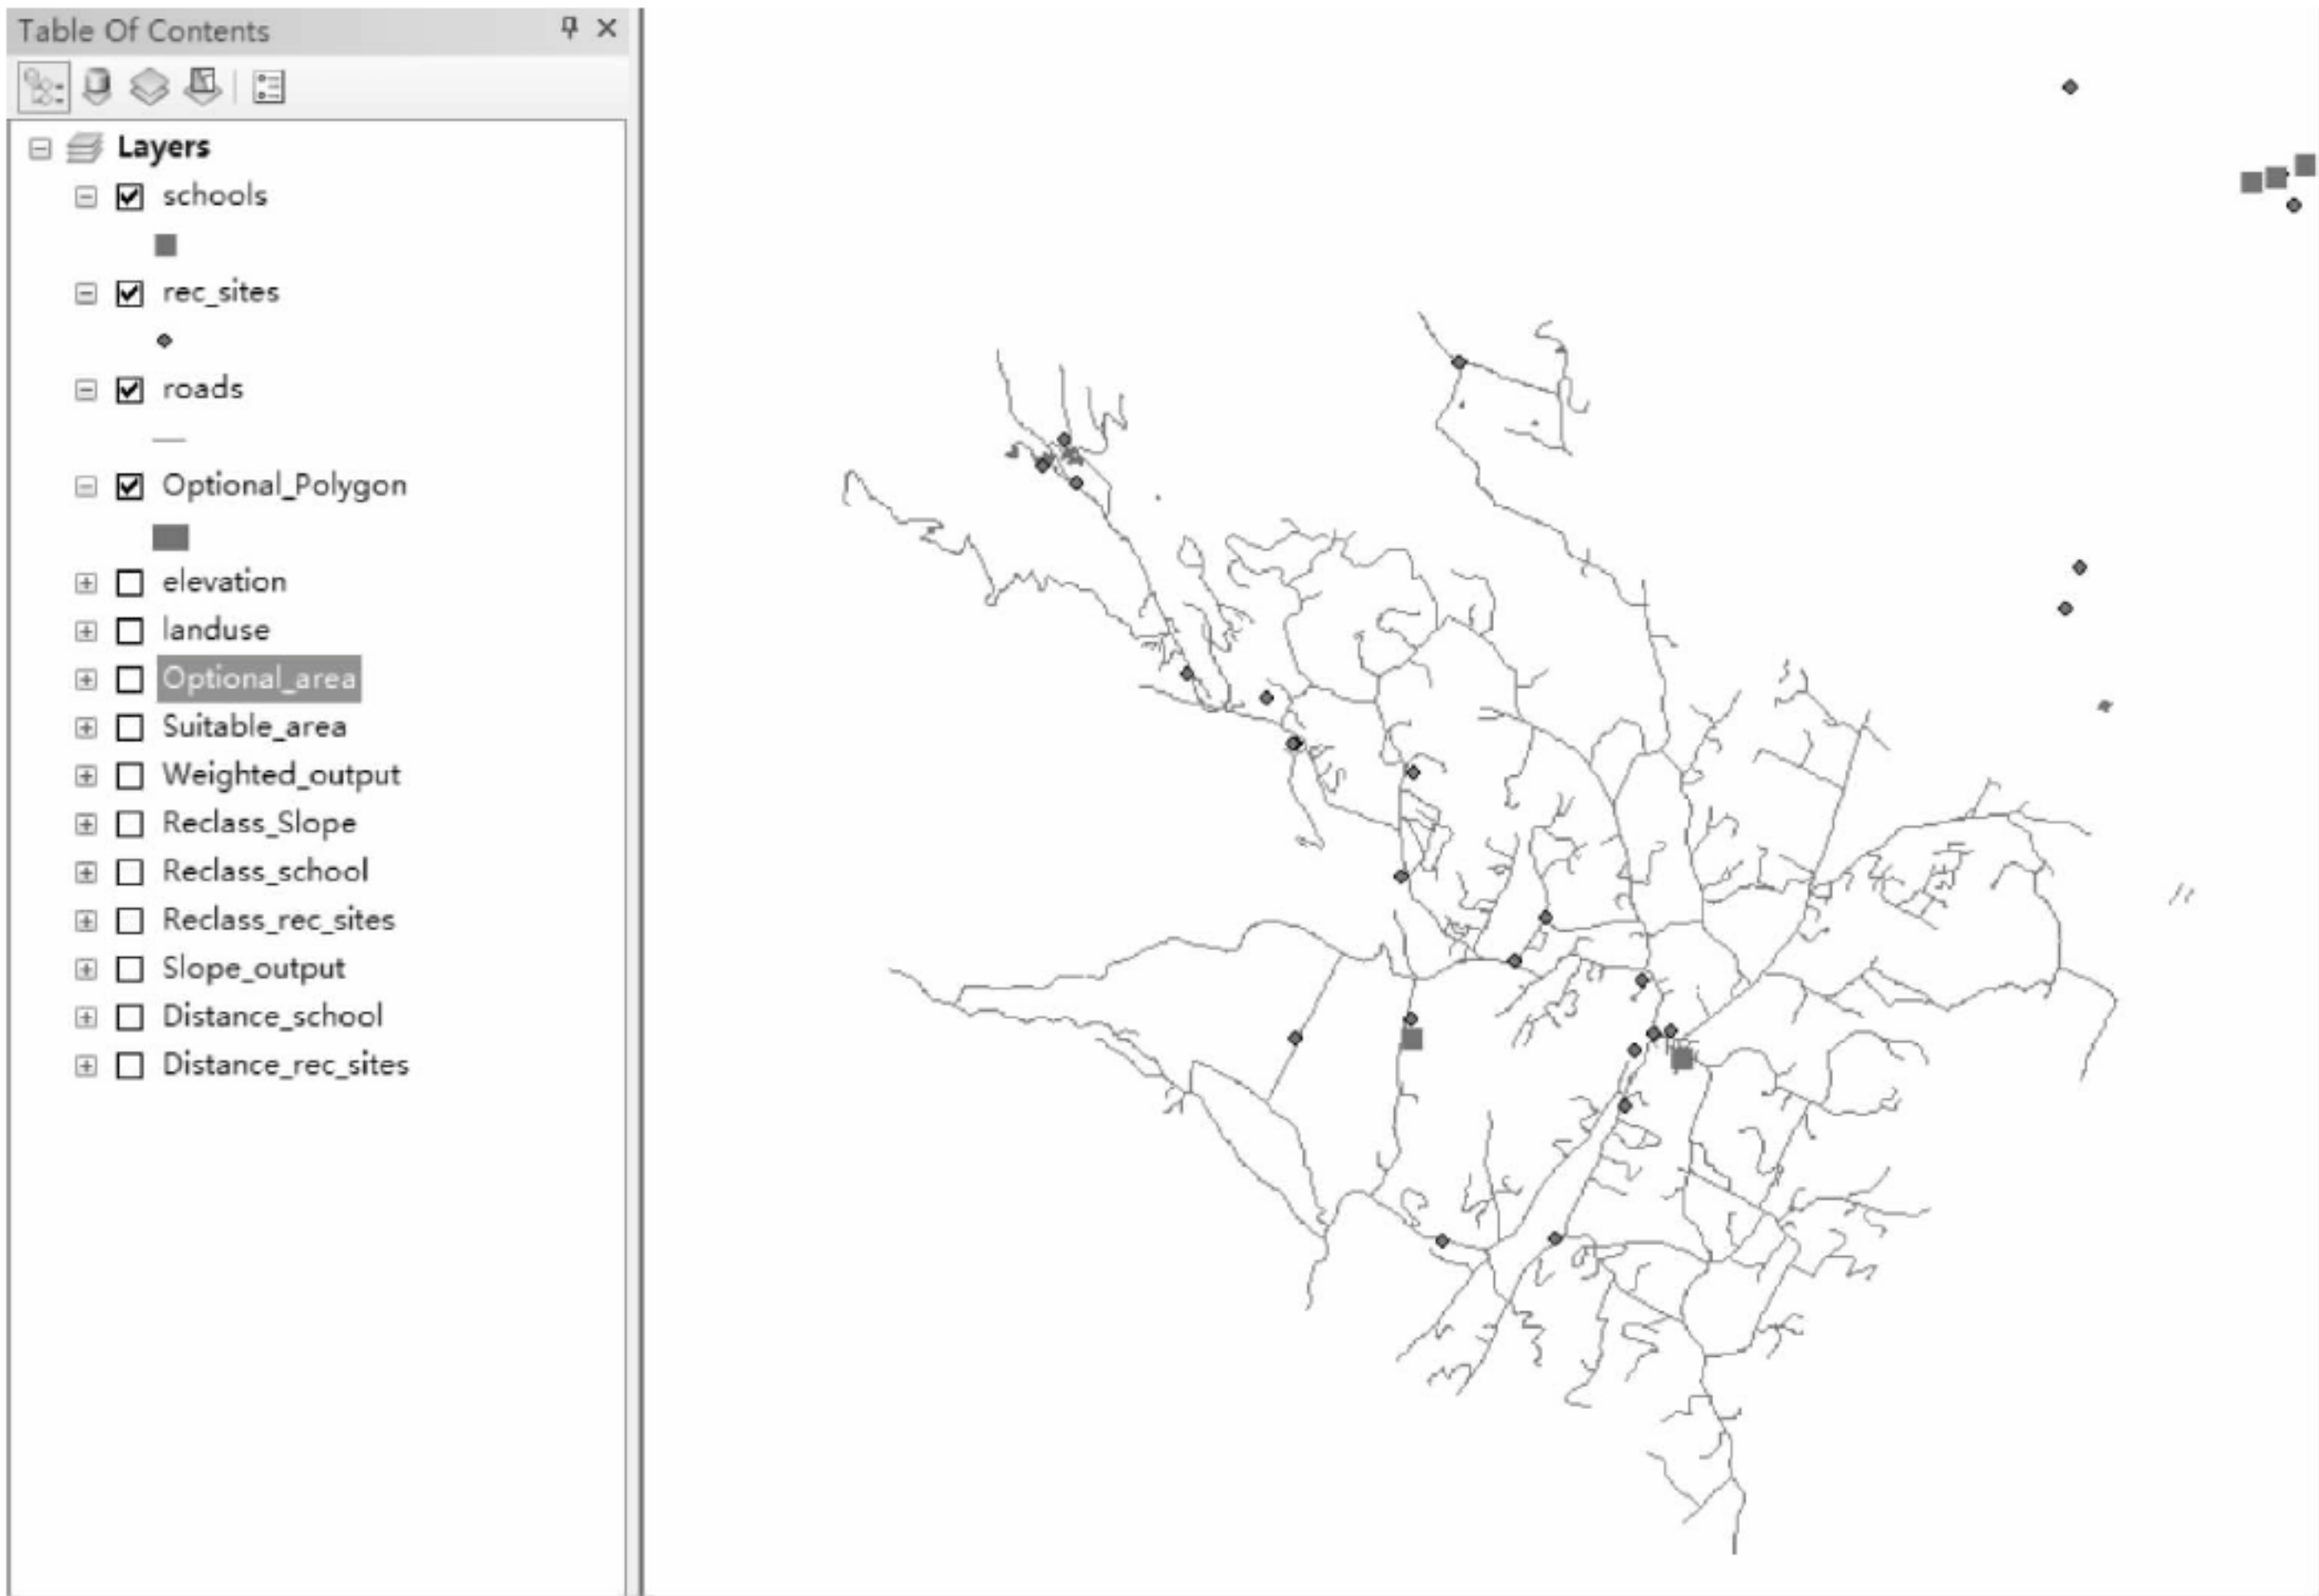 Table Of Contents
Layers
schools
rec_sites
roads
Optional_Polygon
elevation
landuse
Optional_area
Suitable_area
Weighted_output
Reclass_Slope
Reclass_school
Reclass_rec_sites
Slope_output
Distance_school
Distance_rec_sites